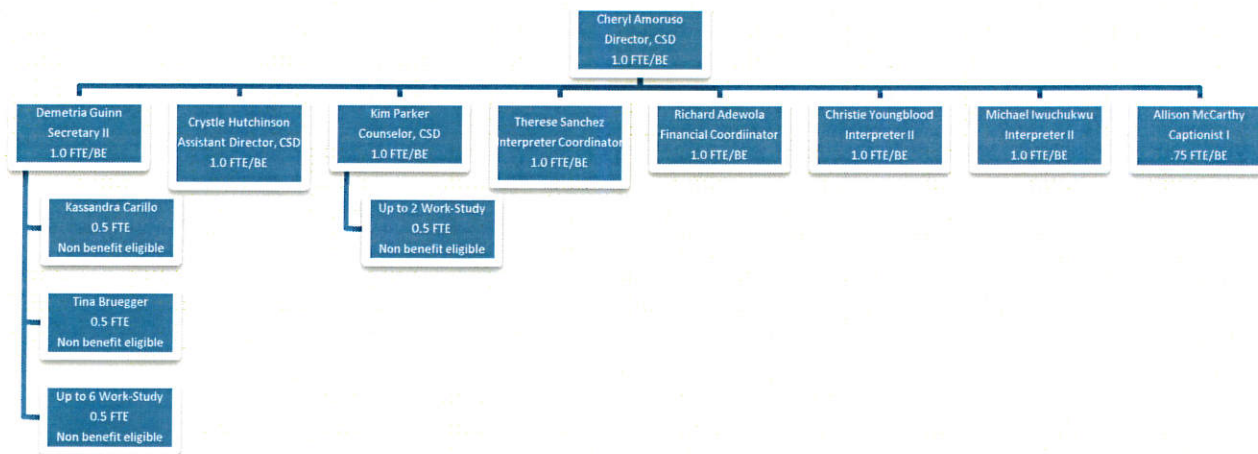 Cheryl Amoruso
Director, CSD
1.0 FTE/BE
Demetria Guinn
Secretary II
1.0 FTE/BE
Crystle Hutchinson
Assistant Director, CSD
1.0 FTE/BE
Kim Parker
Counselor, CSD
1.0 FTE/BE
Therese Sanchez
Interpreter Coordinator
1.0 FTE/BE
Richard Adewola
Financial Coordiinator
1.0 FTE/BE
Christie Youngblood
Interpreter II
1.0 FTE/BE
Michael Iwuchukwu
Interpreter II
1.0 FTE/BE
Allison McCarthy
Captionist I
.75 FTE/BE
Kassandra Carillo
0.5 FTE
Non benefit eligible
Up to 2 Work-Study
0.5 FTE
Non benefit eligible
Tina Bruegger
0.5 FTE
Non benefit eligible
Up to 6 Work-Study
0.5 FTE
Non benefit eligible